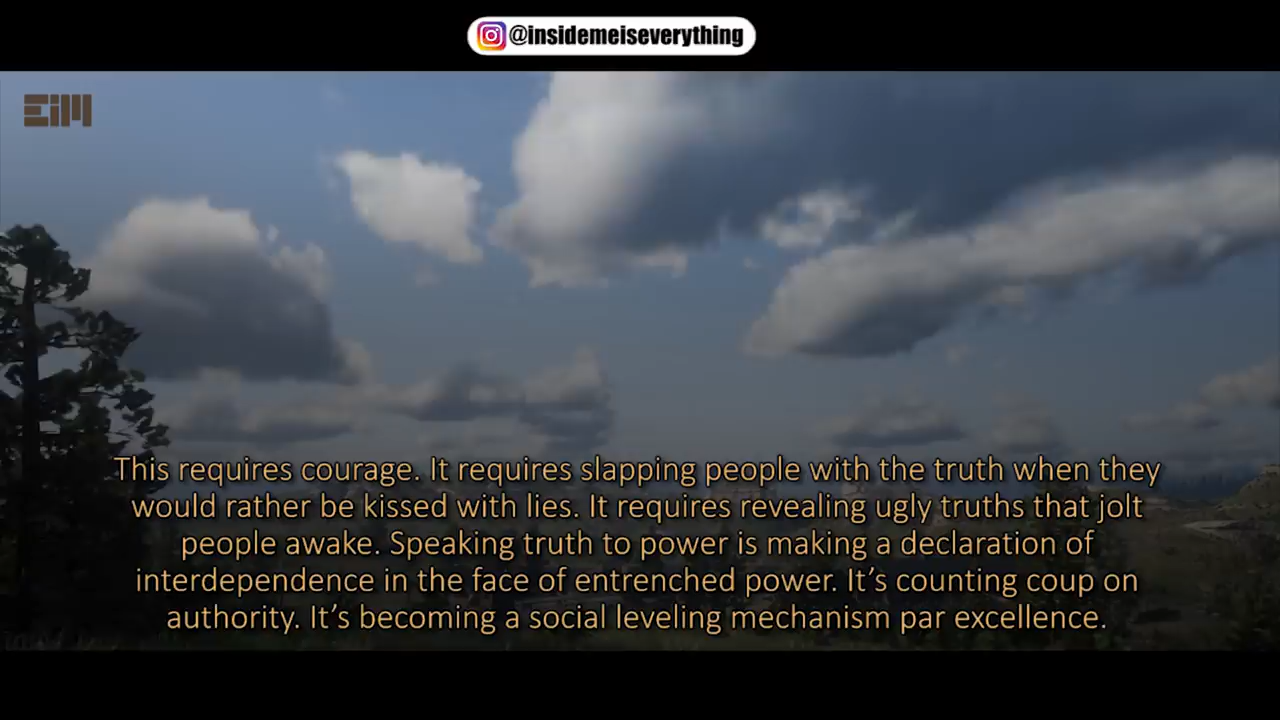 @insidemeiseverything
EiM
This requires courage. It requires slapping people with the truth when they
would rather be kissed with lies. It requires revealing ugly truths that jolt
people awake. Speaking truth to power is making a declaration of
interdependence in the face of entrenched power. It’s counting coup on
authority. It’s becoming a social leveling mechanism par excellence.